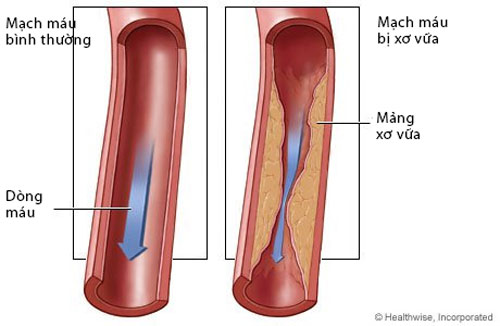 Mạch máu
bình thường
Mạch máu
bị xơ vữa
Mảng
xơ vữa
Dòng
máu
© Healthwise, Incorporated